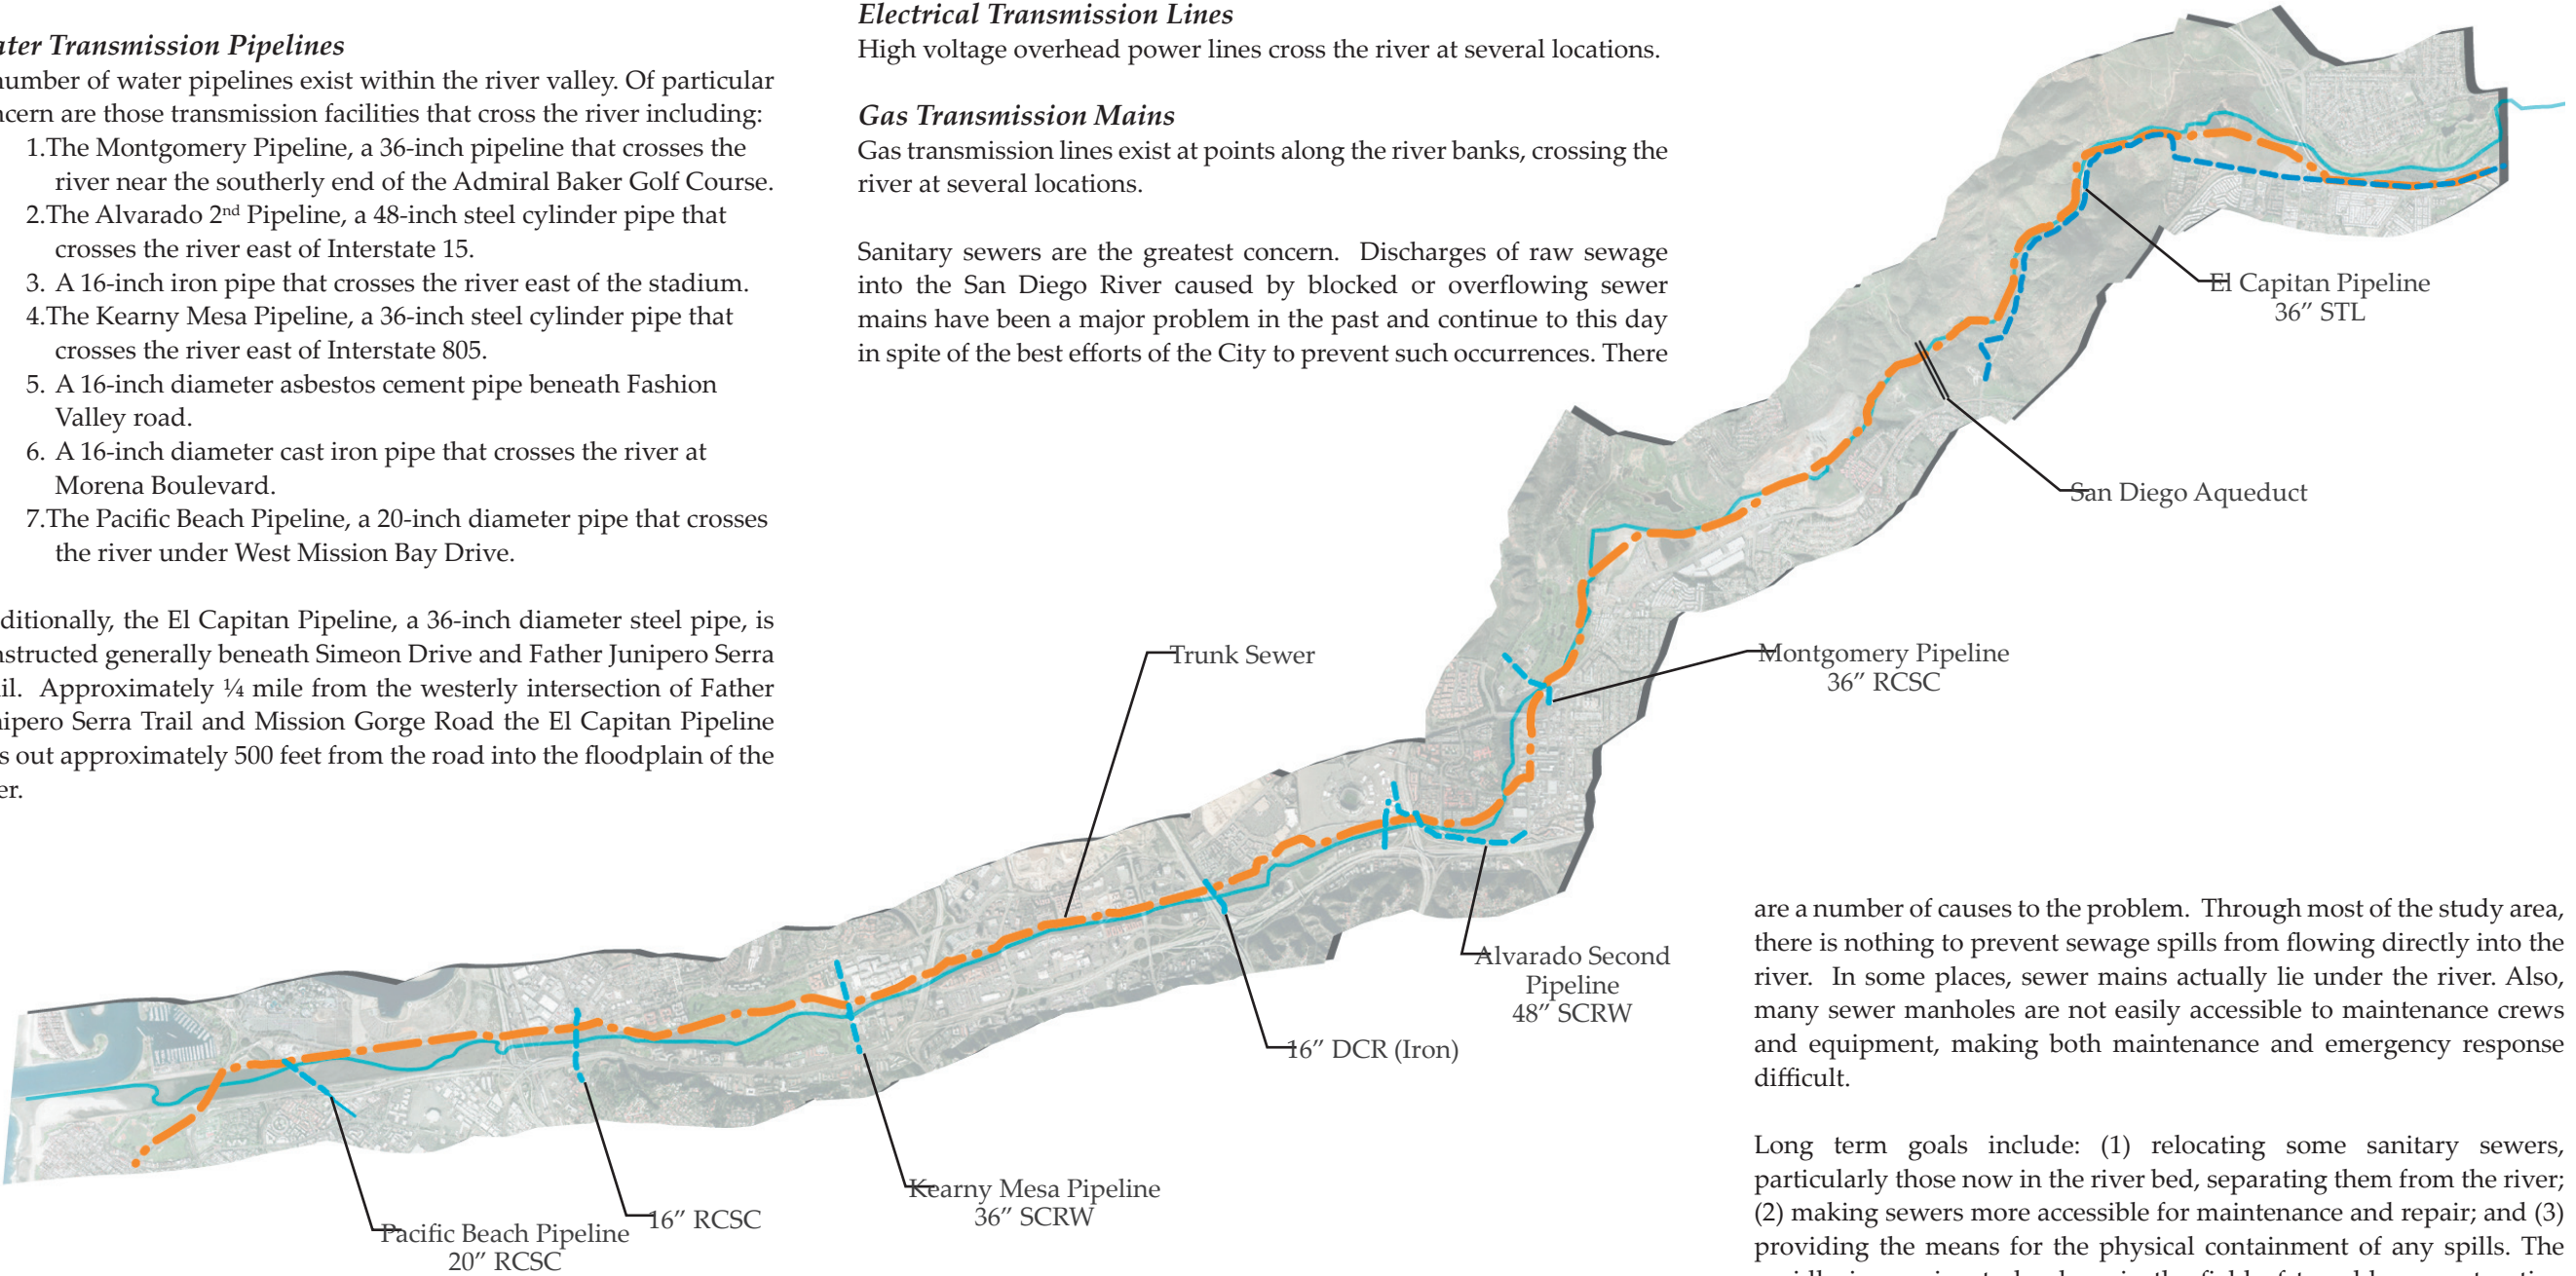 ater Transmission Pipelines
number of water pipelines exist within the river valley. Of particular
ncern are those transmission facilities that cross the river including:
1.The Montgomery Pipeline, a 36-inch pipeline that crosses the
river near the southerly end of the Admiral Baker Golf Course.
2.The Alvarado 2nd Pipeline, a 48-inch steel cylinder pipe that
crosses the river east of Interstate 15.
3. A 16-inch iron pipe that crosses the river east of the stadium.
4.The Kearny Mesa Pipeline, a 36-inch steel cylinder pipe that
crosses the river east of Interstate 805.
5. A 16-inch diameter asbestos cement pipe beneath Fashion
Valley road.
6. A 16-inch diameter cast iron pipe that crosses the river at
Morena Boulevard.
7.The Pacific Beach Pipeline, a 20-inch diameter pipe that crosses
the river under West Mission Bay Drive.
ditionally, the El Capitan Pipeline, a 36-inch diameter steel pipe, is
nstructed generally beneath Simeon Drive and Father Junipero Serra
il. Approximately ¼ mile from the westerly intersection of Father
nipero Serra Trail and Mission Gorge Road the El Capitan Pipeline
s out approximately 500 feet from the road into the floodplain of the
er.
Electrical Transmission Lines
High voltage overhead power lines cross the river at several locations.
Gas Transmission Mains
Gas transmission lines exist at points along the river banks, crossing the
river at several locations.
Sanitary sewers are the greatest concern. Discharges of raw sewage
into the San Diego River caused by blocked or overflowing sewer
mains have been a major problem in the past and continue to this day
in spite of the best efforts of the City to prevent such occurrences. There
El Capitan Pipeline
36” STL
San Diego Aqueduct
Trunk Sewer
Montgomery Pipeline
36” RCSC
Alvarado Second
Pipeline
48” SCRW
16” DCR (Iron)
Kearny Mesa Pipeline
36” SCRW
16” RCSC
Pacific Beach Pipeline
20” RCSC
are a number of causes to the problem. Through most of the study area,
there is nothing to prevent sewage spills from flowing directly into the
river. In some places, sewer mains actually lie under the river. Also,
many sewer manholes are not easily accessible to maintenance crews
and equipment, making both maintenance and emergency response
difficult.
Long term goals include: (1) relocating some sanitary sewers,
particularly those now in the river bed, separating them from the river;
(2) making sewers more accessible for maintenance and repair; and (3)
providing the means for the physical containment of any spills. The